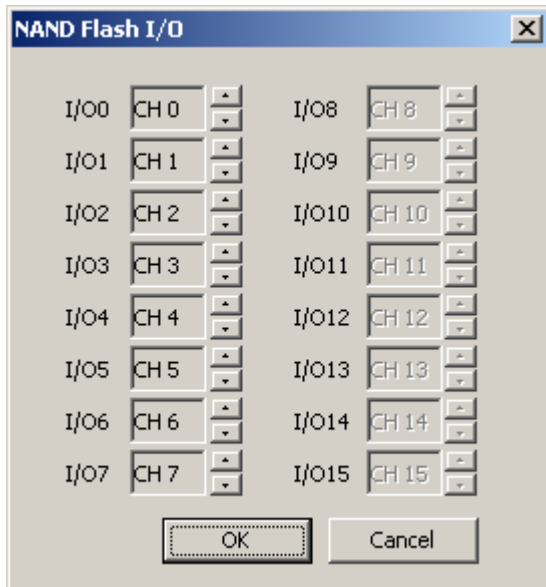 NAND Flash I/O
I/O0 CH 0 I/O8 CH 8
I/O1 CH 1 I/O9 CH 9
I/O2 CH 2 I/O10 CH 10
I/O3 CH 3 I/O11 CH 11
I/O4 CH 4 I/O12 CH 12
I/O5 CH 5 I/O13 CH 13
I/O6 CH 6 I/O14 CH 14
I/O7 CH 7 I/O15 CH 15
OK Cancel